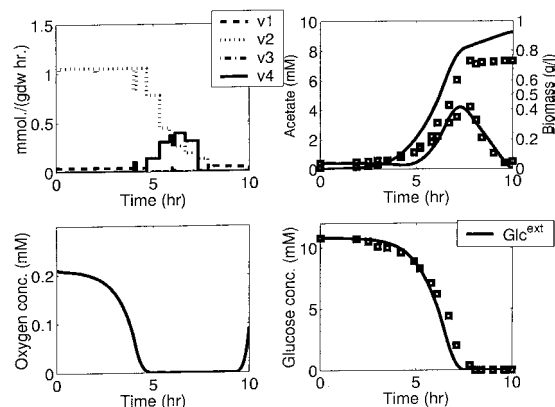 mmol./(gdw hr.)
1.5
1
0.5
0
0
5
10
Time (hr)
v1
v2
v3
v4
Acetate (mM)
10
8
6
4
2
0
0
5
10
Time (hr)
1
0.8
0.6
0.4
0.2
0
Biomass (g/l)
Oxygen conc. (mM)
0.2
0.1
0
0
5
10
Time (hr)
Glucose conc. (mM)
10
5
0
0
5
10
Time (hr)
Glc^ext